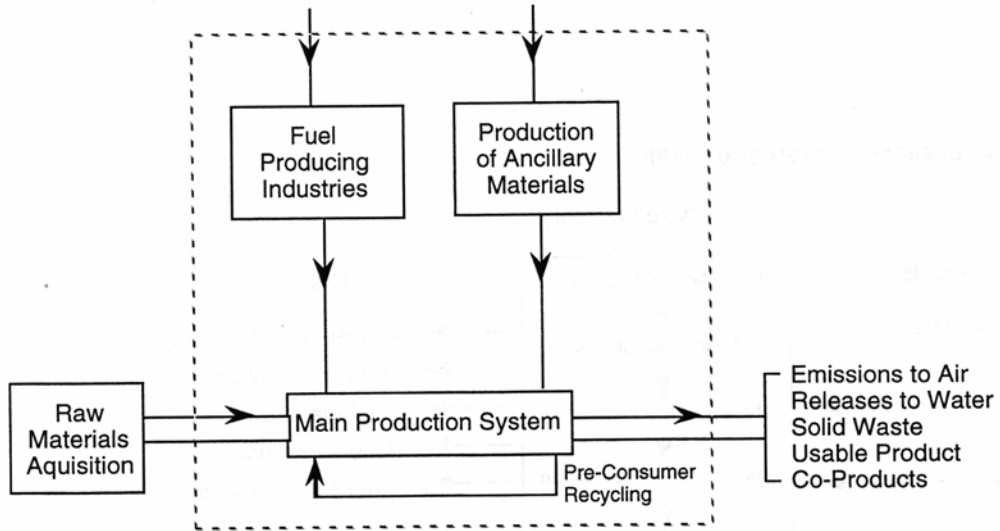 Fuel
Producing
Industries
Production
of Ancillary
Materials
Raw
Materials
Aquisition
Main Production System
Pre-Consumer
Recycling
Emissions to Air
Releases to Water
Solid Waste
Usable Product
Co-Products